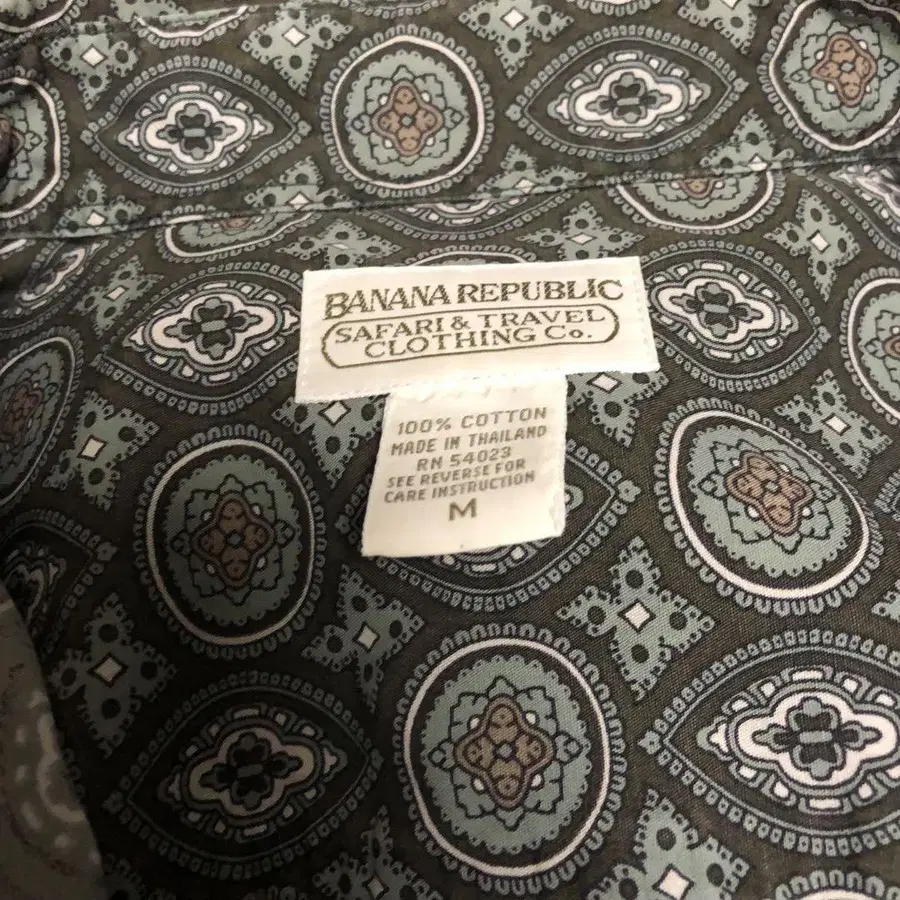 BANANA REPUBLIC
SAFARI & TRAVEL
CLOTHING Co.
100% COTTON
MADE IN THAILAND
RN 54023
SEE REVERSE FOR
CARE INSTRUCTION
M